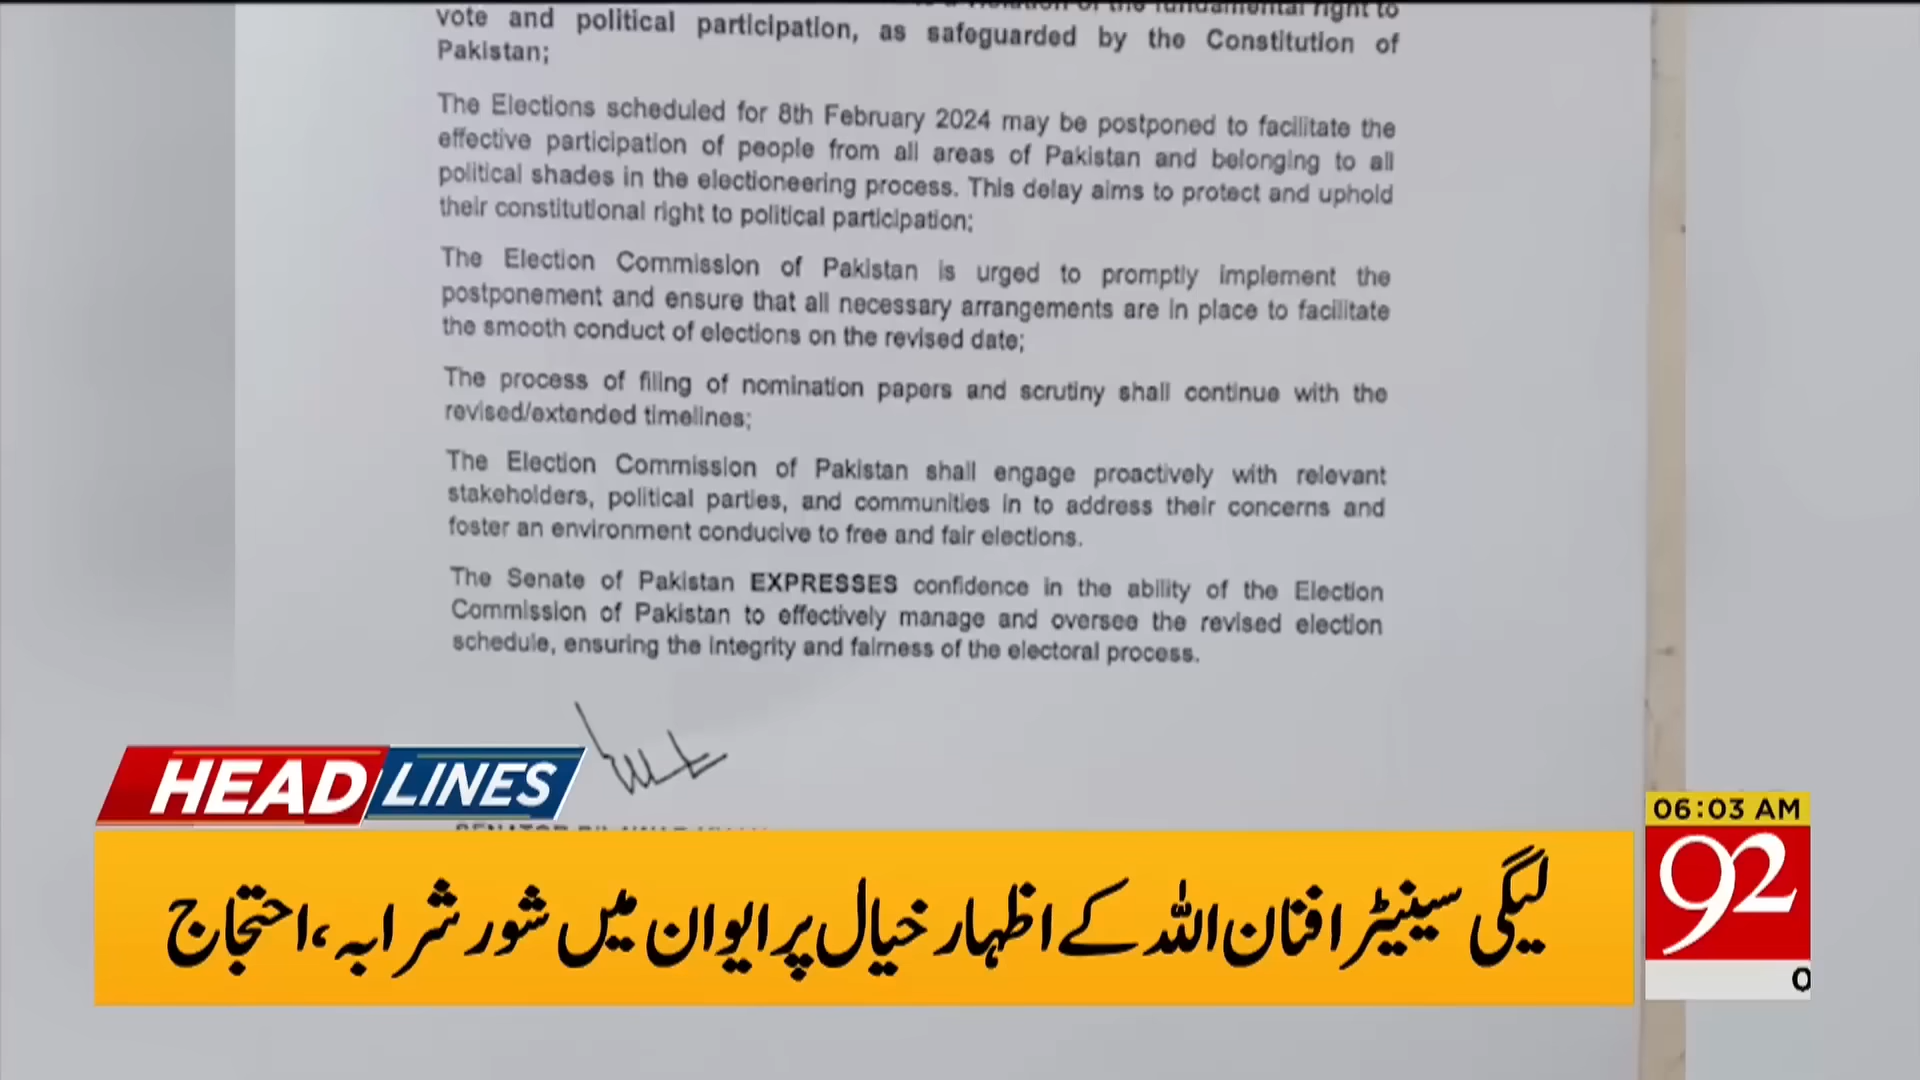 vote and political participation, as safeguarded by the Constitution of
Pakistan;
The Elections scheduled for 8th February 2024 may be postponed to facilitate the
effective participation of people from all areas of Pakistan and belonging to all
political shades in the electioneering process. This delay aims to protect and uphold
their constitutional right to political participation;
The Election Commission of Pakistan is urged to promptly implement the
postponement and ensure that all necessary arrangements are in place to facilitate
the smooth conduct of elections on the revised date;
The process of filing of nomination papers and scrutiny shall continue with the
revised/extended timelines;
The Election Commission of Pakistan shall engage proactively with relevant
stakeholders, political parties, and communities in to address their concerns and
foster an environment conducive to free and fair elections.
The Senate of Pakistan EXPRESSES confidence in the ability of the Election
Commission of Pakistan to effectively manage and oversee the revised election
schedule, ensuring the integrity and fairness of the electoral process.
HEADLINES
06:03 AM
92
لیگی سینیٹر افنان اللہ کے اظہار خیال پر ایوان میں شور شرابہ، احتجاج